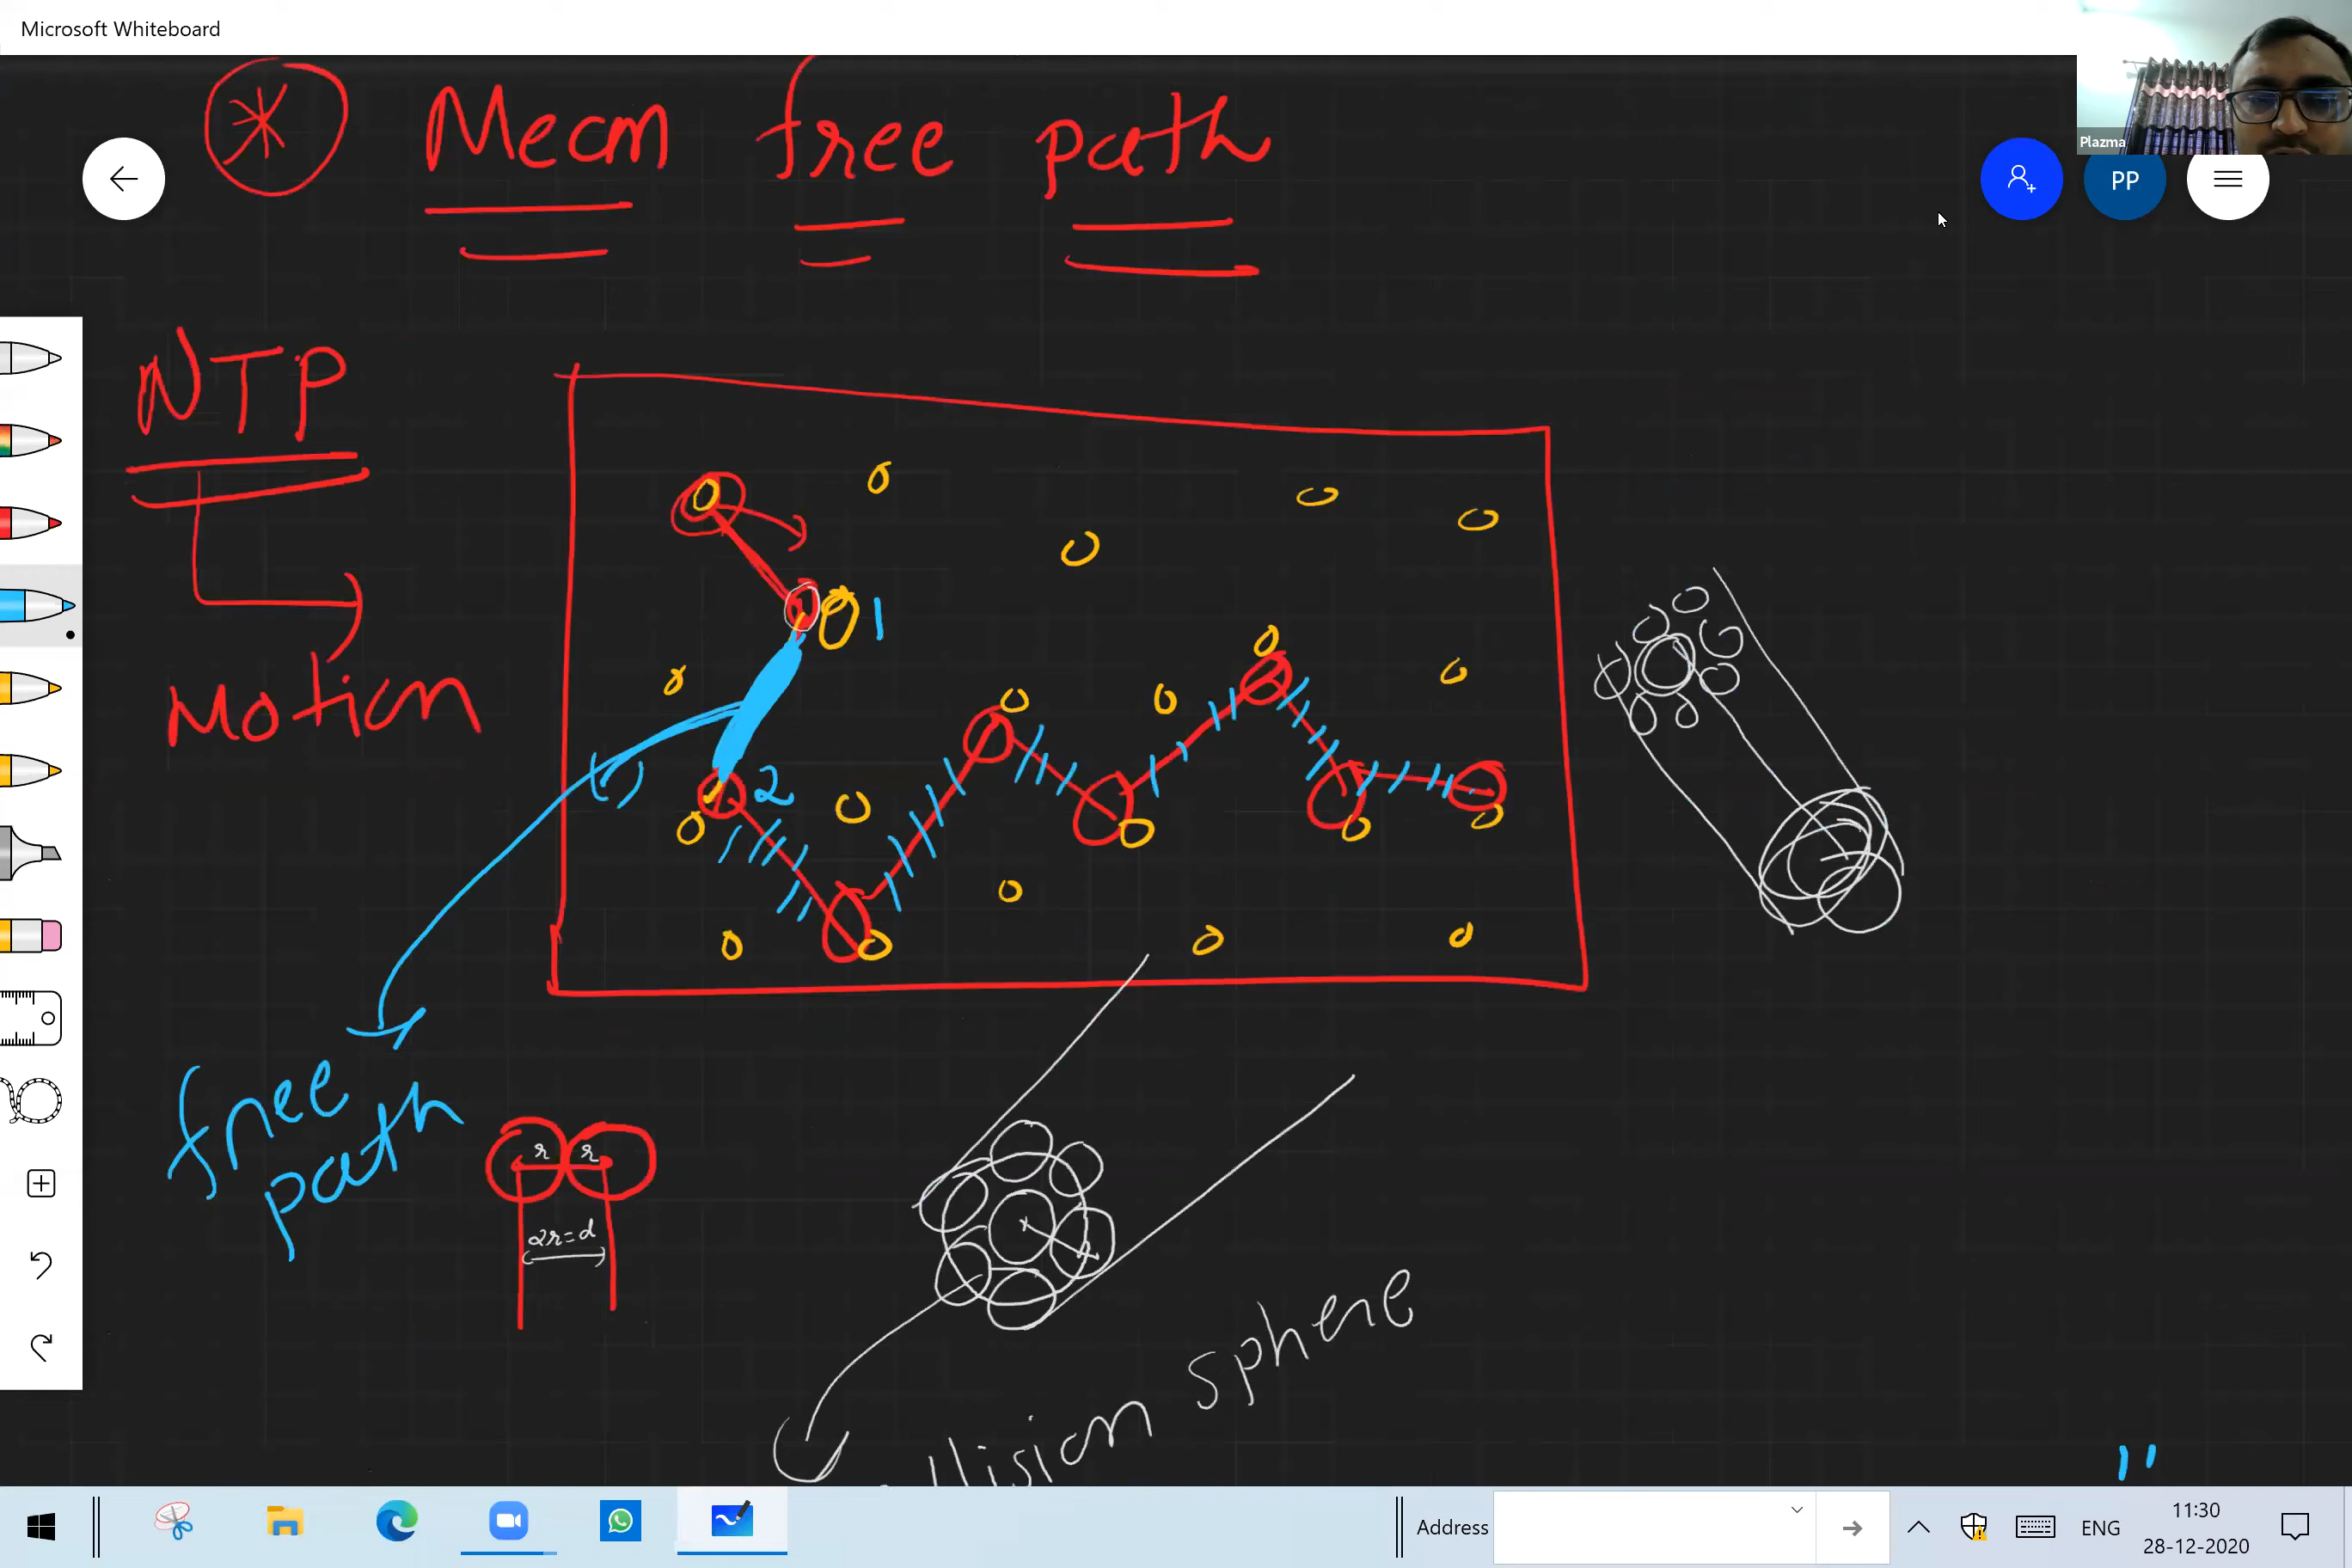 Microsoft Whiteboard
Plazma
PP
* Mean free path
NTP
Motion
1
2
free
path
r r
2r=d
llision sphere
Address
ENG
11:30
28-12-2020